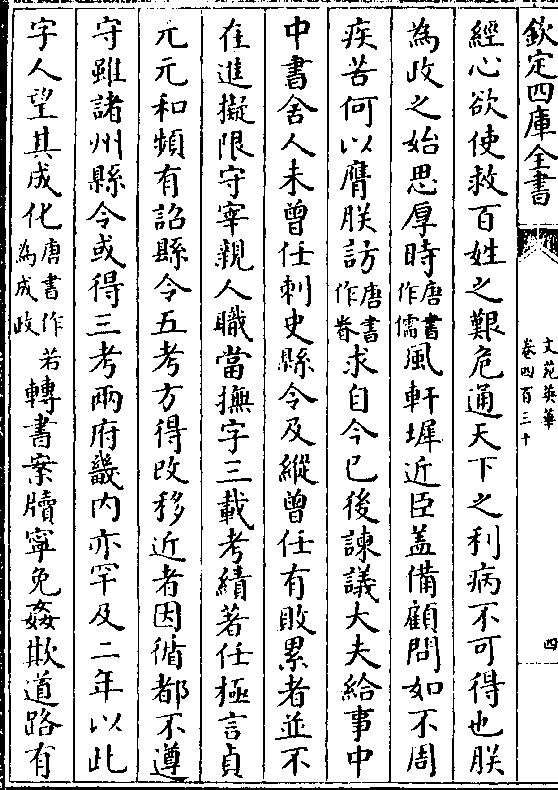 欽定四庫全書
文苑英華
卷四百三十
四
經心欲使救百姓之艱危通天下之利病不可得也朕
為政之始思厚時唐書作儒風軒墀近臣蓋備顧問如不周
疾苦何以膺朕訪唐書作眷求自今已後諫議大夫給事中
中書舍人未曾任刺史縣令及縱曾任有敗累者並不
在進擬限守宰親人職當撫字三載考績著任極言貞
元元和頻有詔縣令五考方得改移近者因循都不遵
守雖諸州縣令或得三考兩府畿内亦罕及二年以此
字人望其成化唐書作為成政若轉書案牘寧免姦欺道路有